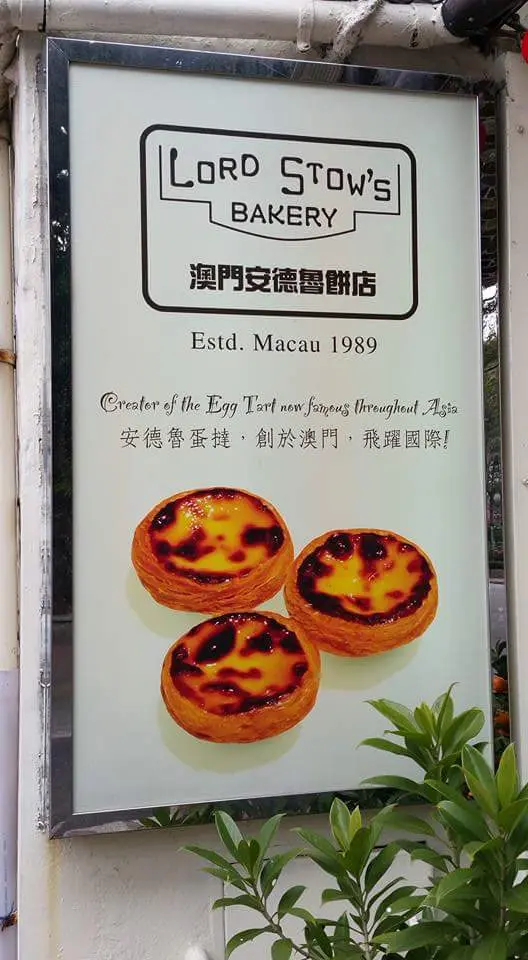 LORD STOW'S
BAKERY
澳門安德魯餅店
Estd. Macau 1989
Creator of the Egg Tart now famous throughout Asia
安德魯蛋撻，創於澳門，飛躍國際!